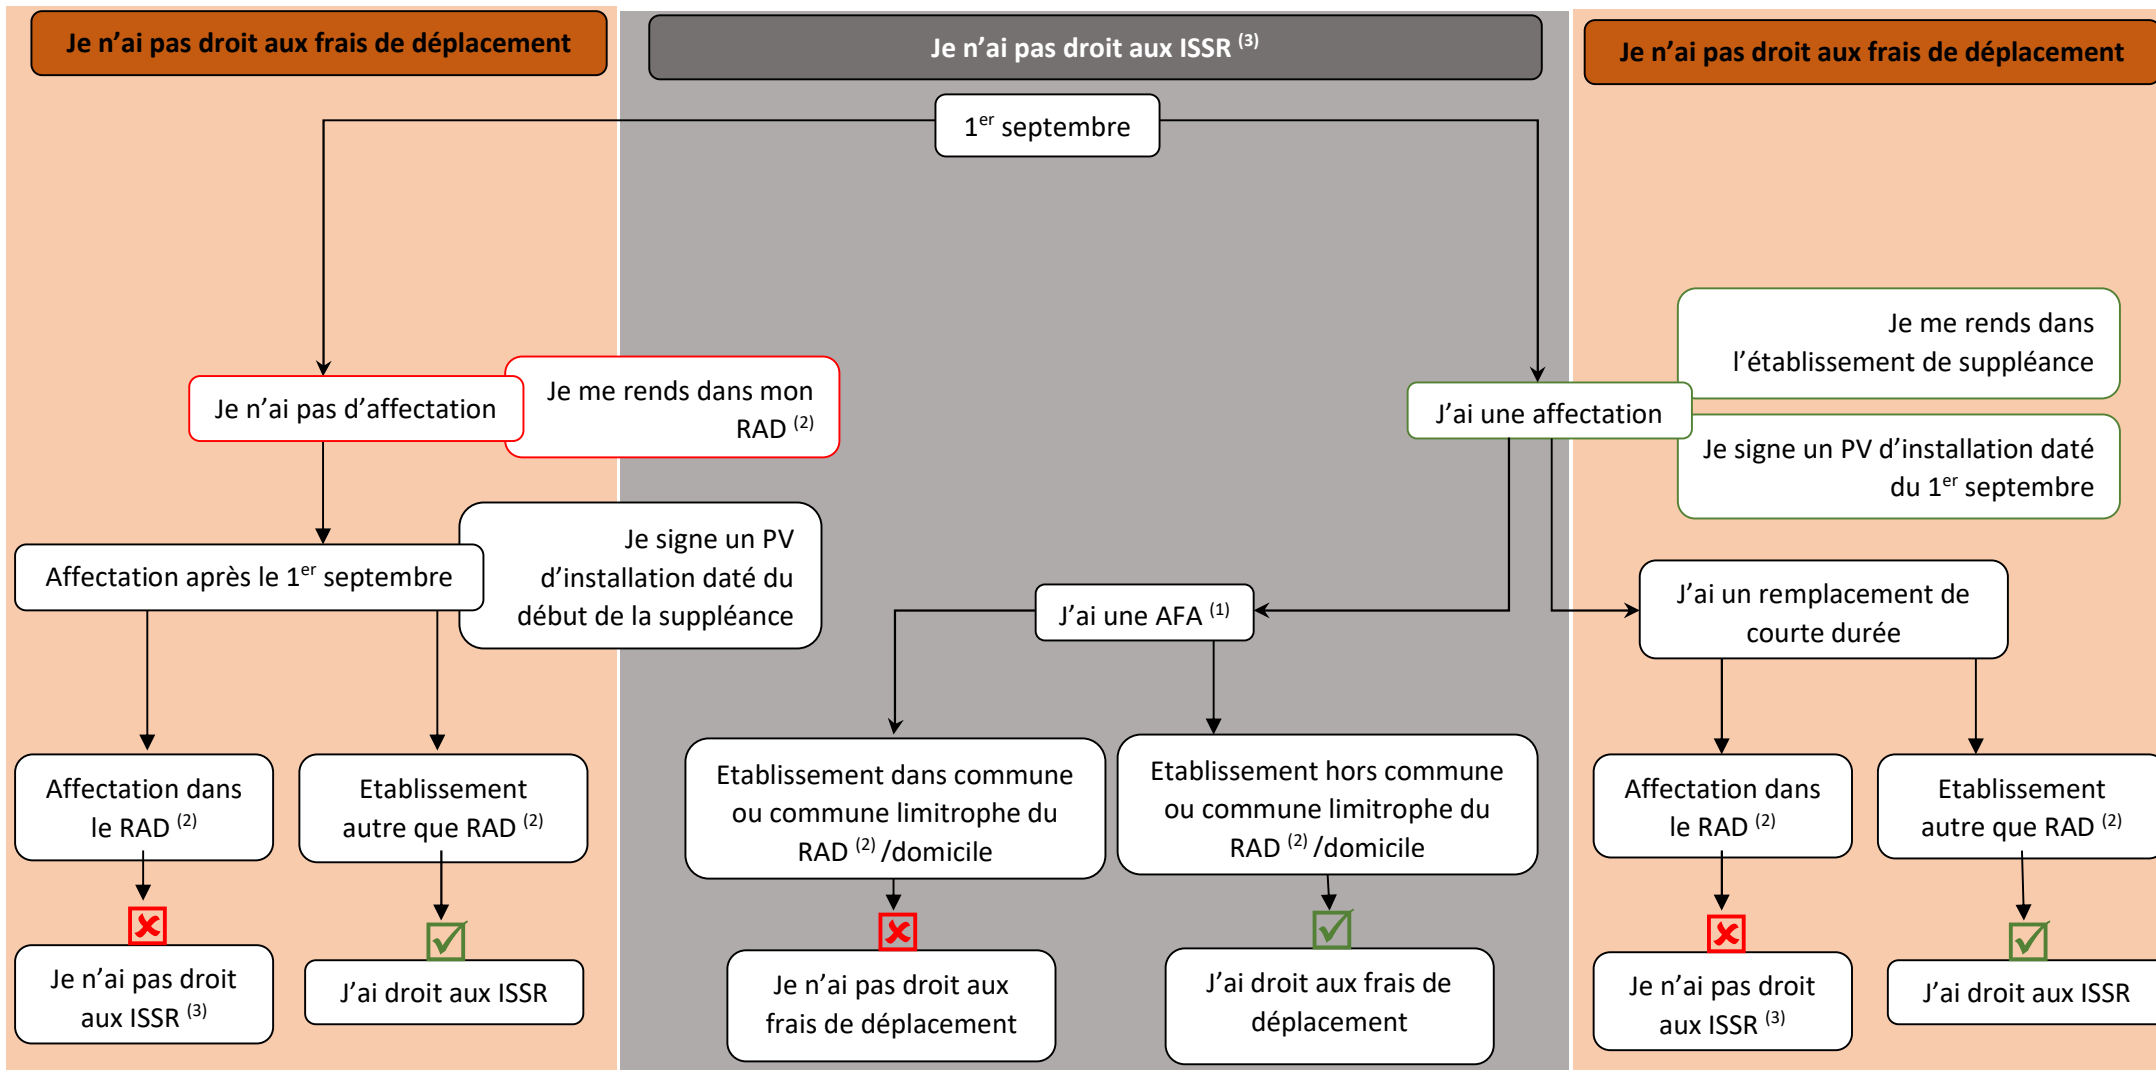 Je n’ai pas droit aux frais de déplacement
Je n’ai pas droit aux ISSR (3)
Je n’ai pas droit aux frais de déplacement
1er septembre
Je n’ai pas d’affectation
Je me rends dans mon
RAD (2)
J’ai une affectation
Je me rends dans
l’établissement de suppléance
Je signe un PV d’installation daté
du 1er septembre
Affectation après le 1er septembre
Je signe un PV
d’installation daté du
début de la suppléance
J’ai une AFA (1)
J’ai un remplacement de
courte durée
Affectation dans
le RAD (2)
Etablissement
autre que RAD (2)
Etablissement dans commune
ou commune limitrophe du
RAD (2) /domicile
Etablissement hors commune
ou commune limitrophe du
RAD (2) /domicile
Affectation dans
le RAD (2)
Etablissement
autre que RAD (2)
Je n’ai pas droit
aux ISSR (3)
J’ai droit aux ISSR
Je n’ai pas droit aux
frais de déplacement
J’ai droit aux frais de
déplacement
Je n’ai pas droit
aux ISSR (3)
J’ai droit aux ISSR